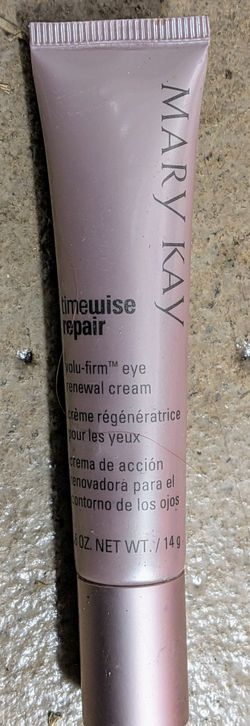 MARY KAY
timewise
repair
volu-firm™ eye
renewal cream
crème régénératrice
pour les yeux
crema de acción
renovadora para el
contorno de los ojos
OZ. NET WT. / 14 g